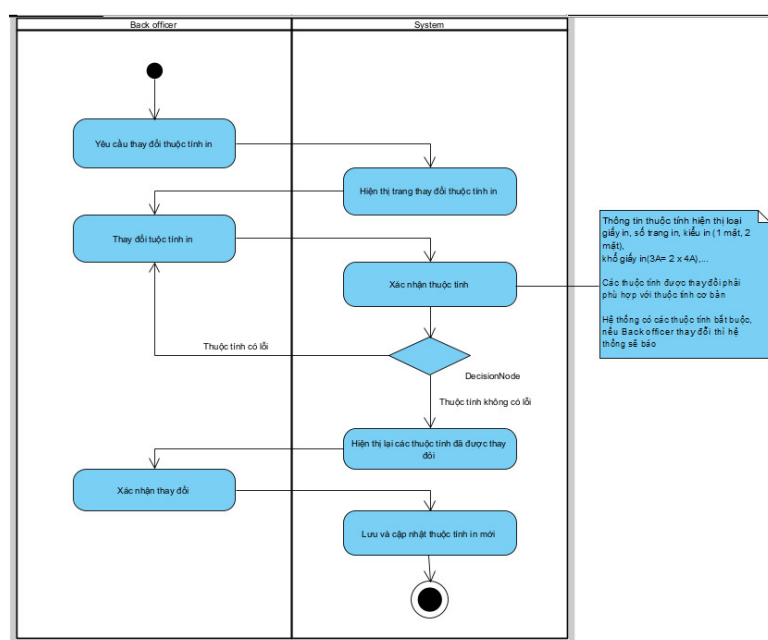 Back officer
System
Yêu cầu thay đổi thuộc tính in
Hiện thị trang thay đổi thuộc tính in
Thay đổi tuộc tính in
Xác nhận thuộc tính
Thông tin thuộc tính hiện thị loại
giấy in, số trang in, kiểu in (1 mặt, 2
mặt),
khổ giấy in(3A= 2 x 4A),...
Các thuộc tính được thay đổi phải
phù hợp với thuộc tính cơ bản
Hệ thống có các thuộc tính bắt buộc,
nếu Back officer thay đổi thì hệ
thống sẽ báo
Thuộc tính có lỗi
DecisionNode
Thuộc tính không có lỗi
Hiện thị lại các thuộc tính đã được thay
đổi
Xác nhận thay đổi
Lưu và cập nhật thuộc tính in mới